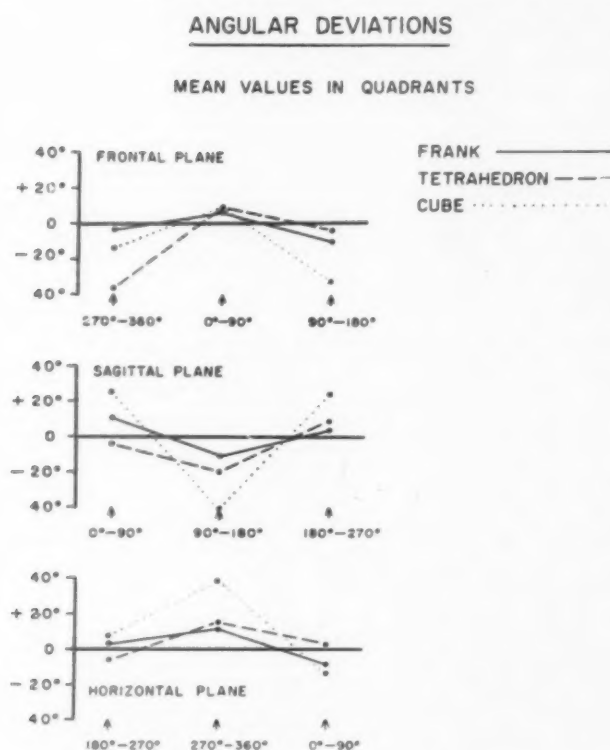 ANGULAR DEVIATIONS
MEAN VALUES IN QUADRANTS
FRANK
TETRAHEDRON
CUBE
FRONTAL PLANE
40°
+ 20°
0
- 20°
40°
270°-360° 0°-90° 90°-180°
SAGITTAL PLANE
40°
+ 20°
0
- 20°
40°
0°-90° 90°-180° 180°-270°
40°
+ 20°
0
- 20°
40°
HORIZONTAL PLANE
180°-270° 270°-360° 0°-90°